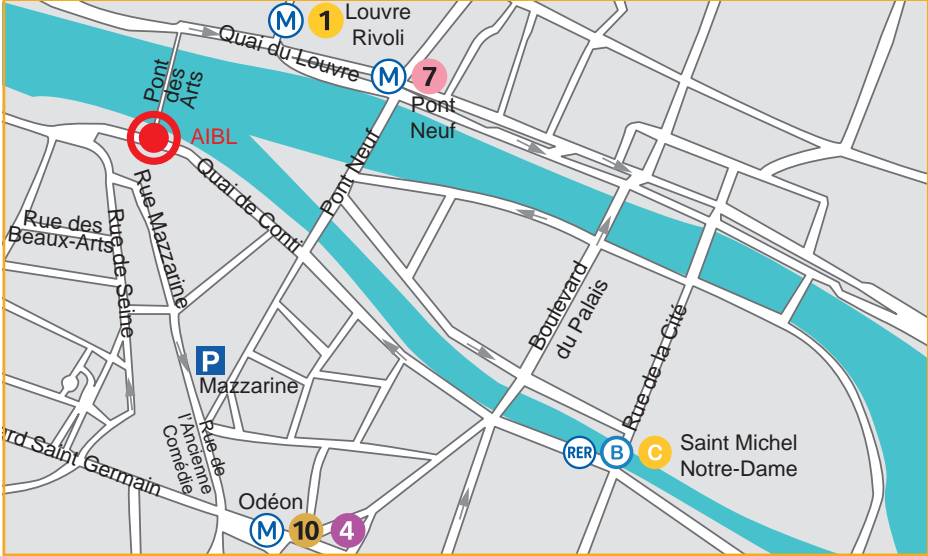 M 1 Louvre
Rivoli
Quai du Louvre
M 7
Pont
Neuf
Pont
des
Arts
AIBL
Pont Neuf
Quai de Conti
Rue Mazzarine
Rue des
Beaux-Arts
Rue de Seine
Boulevard
du Palais
Rue de la Cité
P
Mazzarine
Rue de
l'Ancienne
Comédie
ard Saint Germain
RER B C Saint Michel
Notre-Dame
Odéon
M 10 4